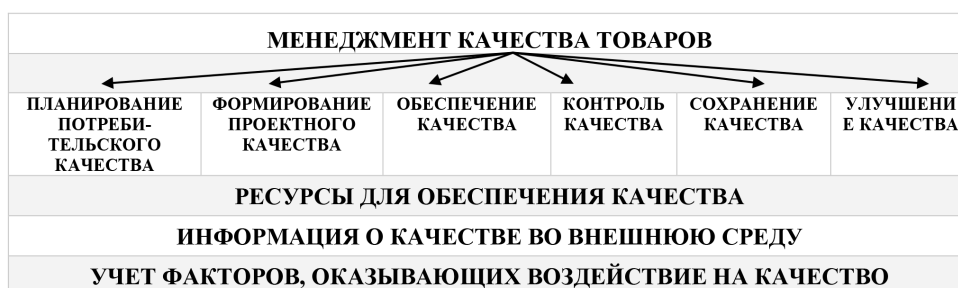 МЕНЕДЖМЕНТ КАЧЕСТВА ТОВАРОВ
ПЛАНИРОВАНИЕ
ПОТРЕБИ-
ТЕЛЬСКОГО
КАЧЕСТВА
ФОРМИРОВАНИЕ
ПРОЕКТНОГО
КАЧЕСТВА
ОБЕСПЕЧЕНИЕ
КАЧЕСТВА
КОНТРОЛЬ
КАЧЕСТВА
СОХРАНЕНИЕ
КАЧЕСТВА
УЛУЧШЕНИ
Е КАЧЕСТВА
РЕСУРСЫ ДЛЯ ОБЕСПЕЧЕНИЯ КАЧЕСТВА
ИНФОРМАЦИЯ О КАЧЕСТВЕ ВО ВНЕШНЮЮ СРЕДУ
УЧЕТ ФАКТОРОВ, ОКАЗЫВАЮЩИХ ВОЗДЕЙСТВИЕ НА КАЧЕСТВО